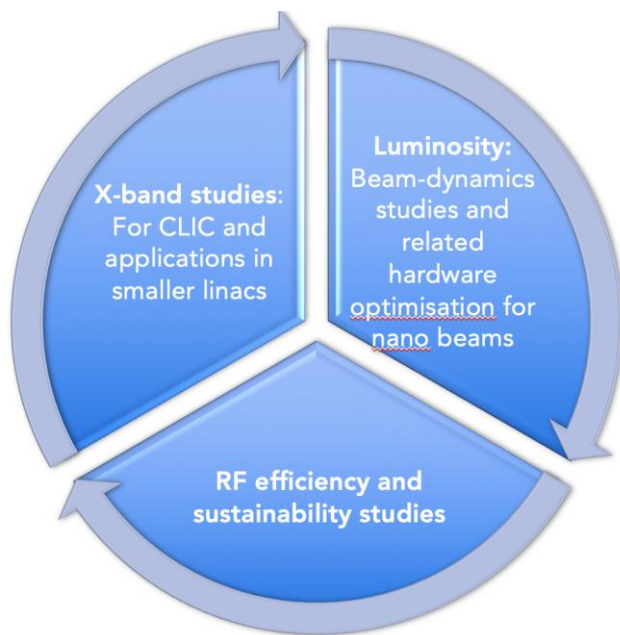 X-band studies:
For CLIC and
applications in
smaller linacs
Luminosity:
Beam-dynamics
studies and
related
hardware
optimisation for
nano beams
RF efficiency and
sustainability studies